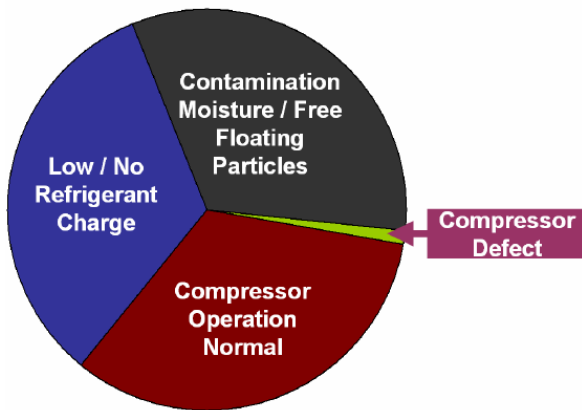 Contamination
Moisture / Free
Floating
Particles
Low / No
Refrigerant
Charge
Compressor
Defect
Compressor
Operation
Normal